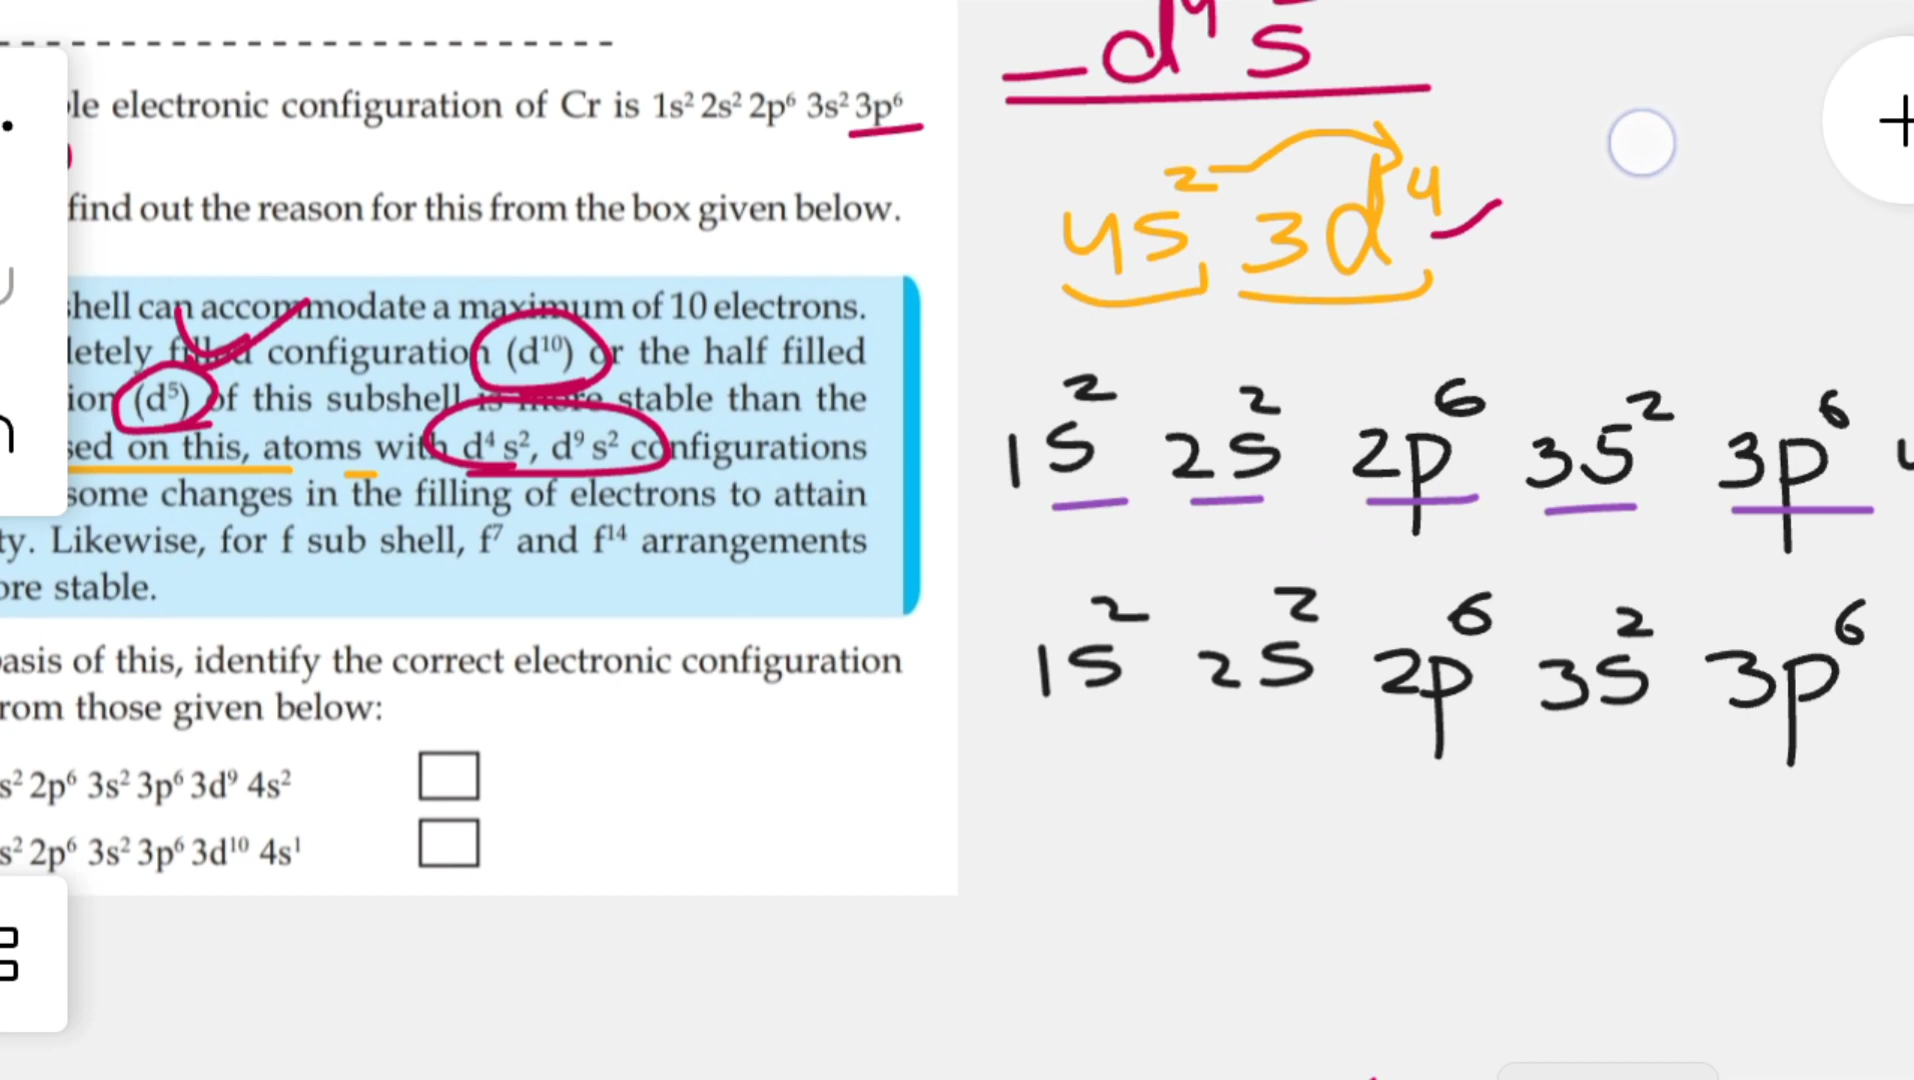 le electronic configuration of Cr is 1s² 2s² 2p⁶ 3s² 3p⁶
find out the reason for this from the box given below.
hell can accommodate a maximum of 10 electrons.
letely filled configuration (d¹⁰) or the half filled
ion (d⁵) of this subshell is more stable than the
sed on this, atoms with d⁴ s², d⁹ s² configurations
some changes in the filling of electrons to attain
ty. Likewise, for f sub shell, f⁷ and f¹⁴ arrangements
ore stable.
asis of this, identify the correct electronic configuration
rom those given below:
s² 2p⁶ 3s² 3p⁶ 3d⁹ 4s²
s² 2p⁶ 3s² 3p⁶ 3d¹⁰ 4s¹
d⁴ s
4s² 3d⁴
1s² 2s² 2p⁶ 3s² 3p⁶
1s² 2s² 2p⁶ 3s² 3p⁶